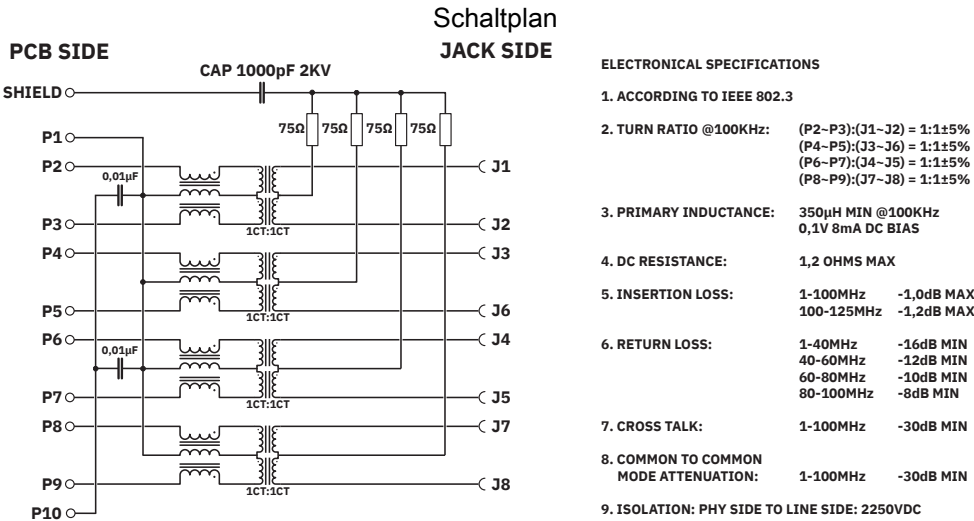 Schaltplan
PCB SIDE
JACK SIDE
CAP 1000pF 2KV
SHIELD
75Ω 75Ω 75Ω 75Ω
P1
P2
J1
0,01µF
P3
J2
1CT:1CT
P4
J3
P5
J6
1CT:1CT
P6
J4
0,01µF
P7
J5
1CT:1CT
P8
J7
P9
J8
1CT:1CT
P10
ELECTRONICAL SPECIFICATIONS
1. ACCORDING TO IEEE 802.3
2. TURN RATIO @100KHz: (P2~P3):(J1~J2) = 1:1±5%
(P4~P5):(J3~J6) = 1:1±5%
(P6~P7):(J4~J5) = 1:1±5%
(P8~P9):(J7~J8) = 1:1±5%
3. PRIMARY INDUCTANCE: 350µH MIN @100KHz
0,1V 8mA DC BIAS
4. DC RESISTANCE: 1,2 OHMS MAX
5. INSERTION LOSS: 1-100MHz -1,0dB MAX
100-125MHz -1,2dB MAX
6. RETURN LOSS: 1-40MHz -16dB MIN
40-60MHz -12dB MIN
60-80MHz -10dB MIN
80-100MHz -8dB MIN
7. CROSS TALK: 1-100MHz -30dB MIN
8. COMMON TO COMMON
MODE ATTENUATION: 1-100MHz -30dB MIN
9. ISOLATION: PHY SIDE TO LINE SIDE: 2250VDC